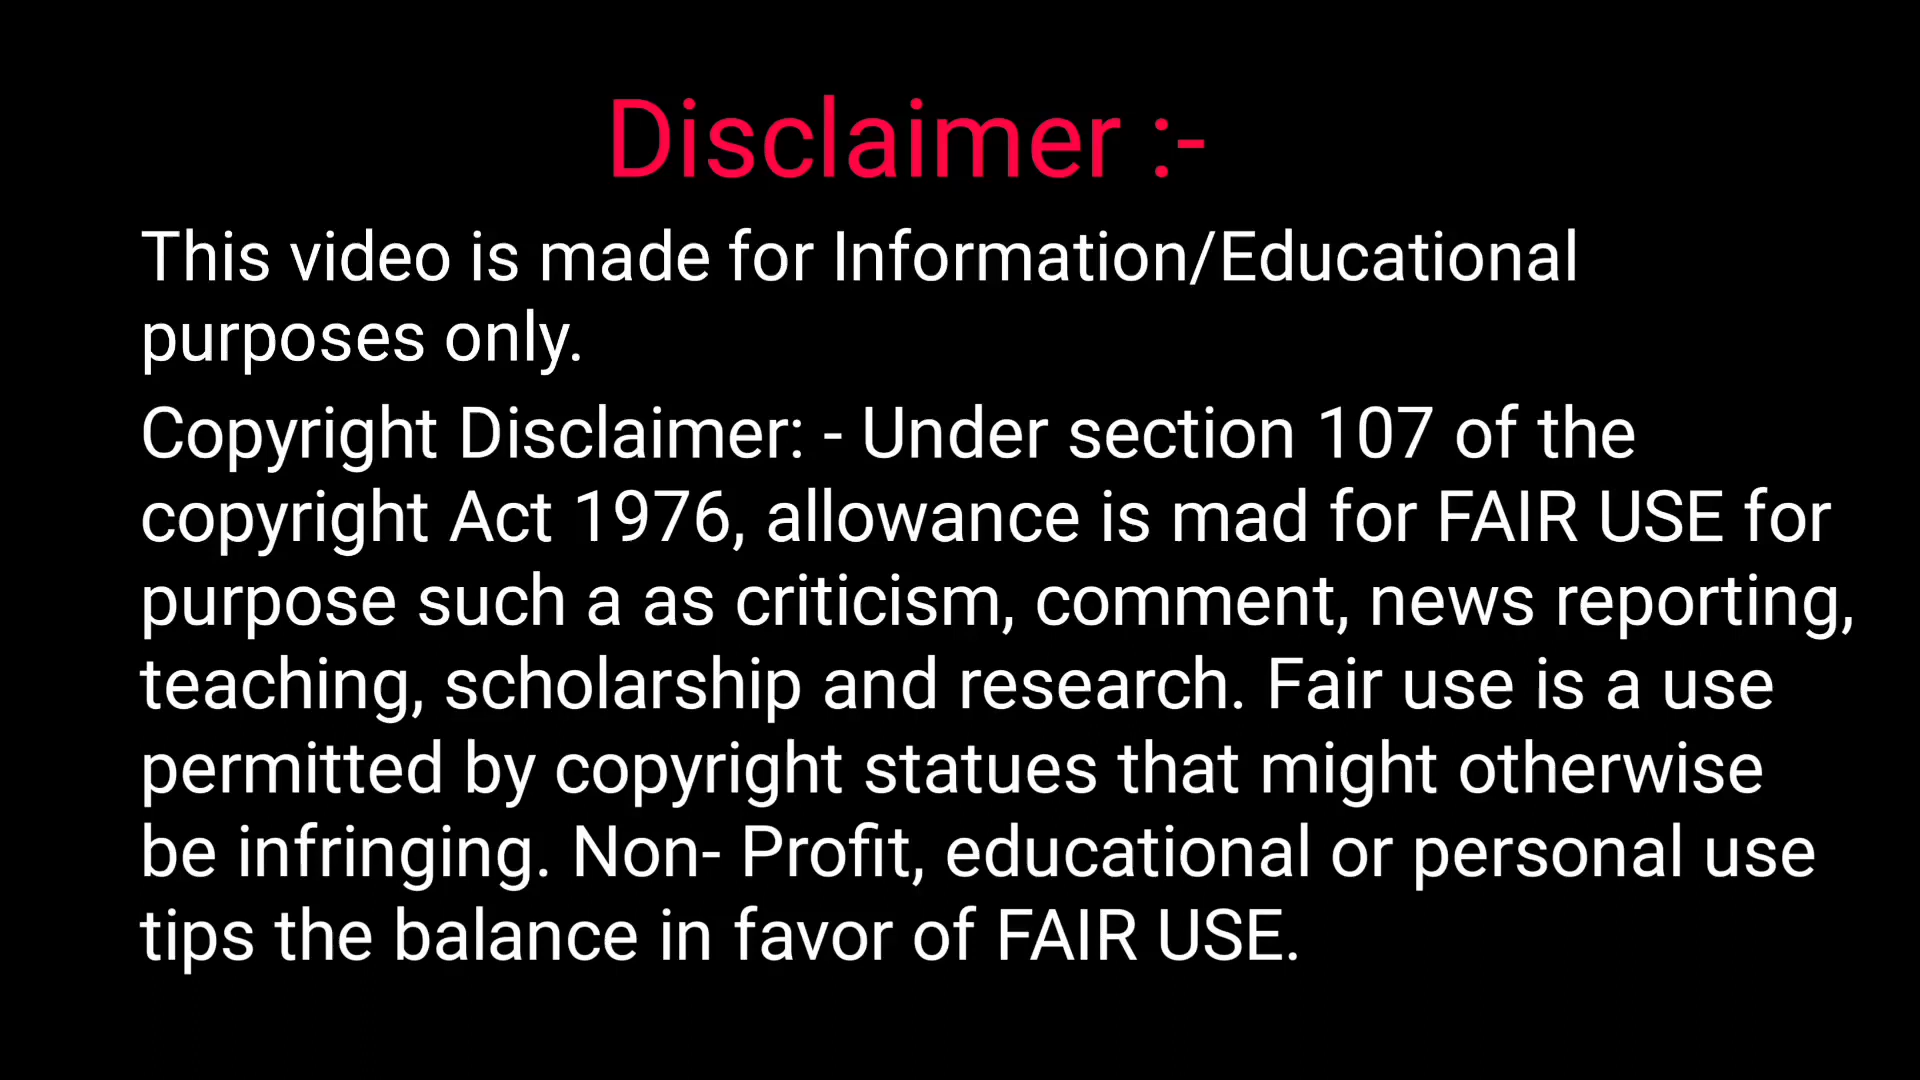 Disclaimer :-
This video is made for Information/Educational
purposes only.
Copyright Disclaimer: - Under section 107 of the
copyright Act 1976, allowance is mad for FAIR USE for
purpose such a as criticism, comment, news reporting,
teaching, scholarship and research. Fair use is a use
permitted by copyright statues that might otherwise
be infringing. Non- Profit, educational or personal use
tips the balance in favor of FAIR USE.